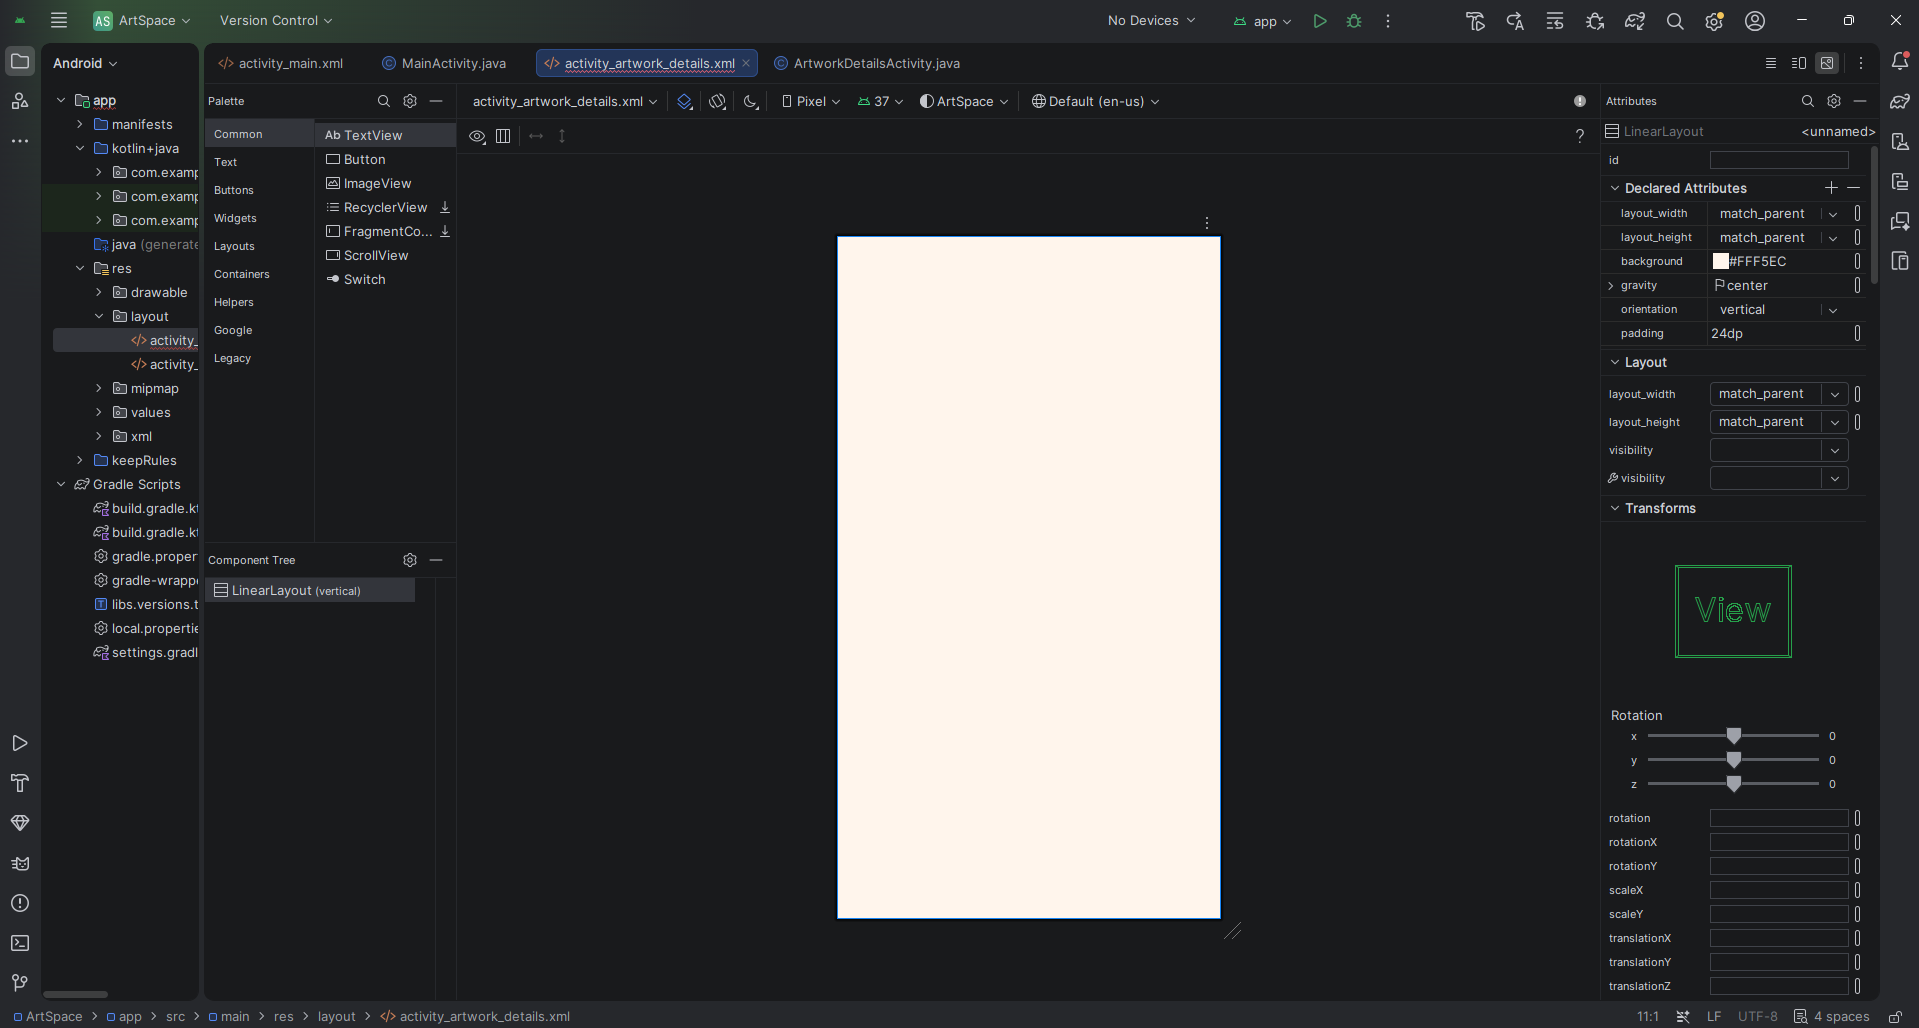 AS ArtSpace
Version Control
No Devices
app
Android
activity_main.xml
MainActivity.java
activity_artwork_details.xml
ArtworkDetailsActivity.java
app
manifests
kotlin+java
com.examp
com.examp
com.examp
java (generate
res
drawable
layout
activity_
activity_
mipmap
values
xml
keepRules
Gradle Scripts
build.gradle.kt
build.gradle.kt
gradle.proper
gradle-wrapp
libs.versions.t
local.properti
settings.gradl
Palette
Common
Text
Buttons
Widgets
Layouts
Containers
Helpers
Google
Legacy
Ab TextView
Button
ImageView
RecyclerView
FragmentCo...
ScrollView
Switch
Component Tree
LinearLayout (vertical)
activity_artwork_details.xml
Pixel
37
ArtSpace
Default (en-us)
?
Attributes
LinearLayout <unnamed>
id
Declared Attributes
layout_width match_parent
layout_height match_parent
background #FFF5EC
gravity center
orientation vertical
padding 24dp
Layout
layout_width match_parent
layout_height match_parent
visibility
visibility
Transforms
View
Rotation
x 0
y 0
z 0
rotation
rotationX
rotationY
scaleX
scaleY
translationX
translationY
translationZ
ArtSpace > app > src > main > res > layout > activity_artwork_details.xml
11:1 LF UTF-8 4 spaces